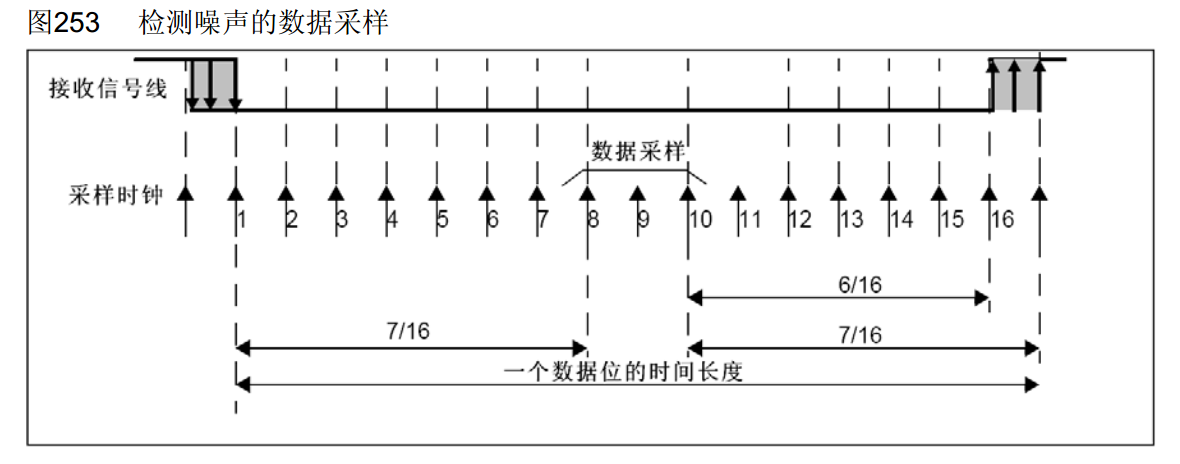 图253 检测噪声的数据采样
接收信号线
数据采样
采样时钟
1 2 3 4 5 6 7 8 9 10 11 12 13 14 15 16
6/16
7/16 7/16
一个数据位的时间长度